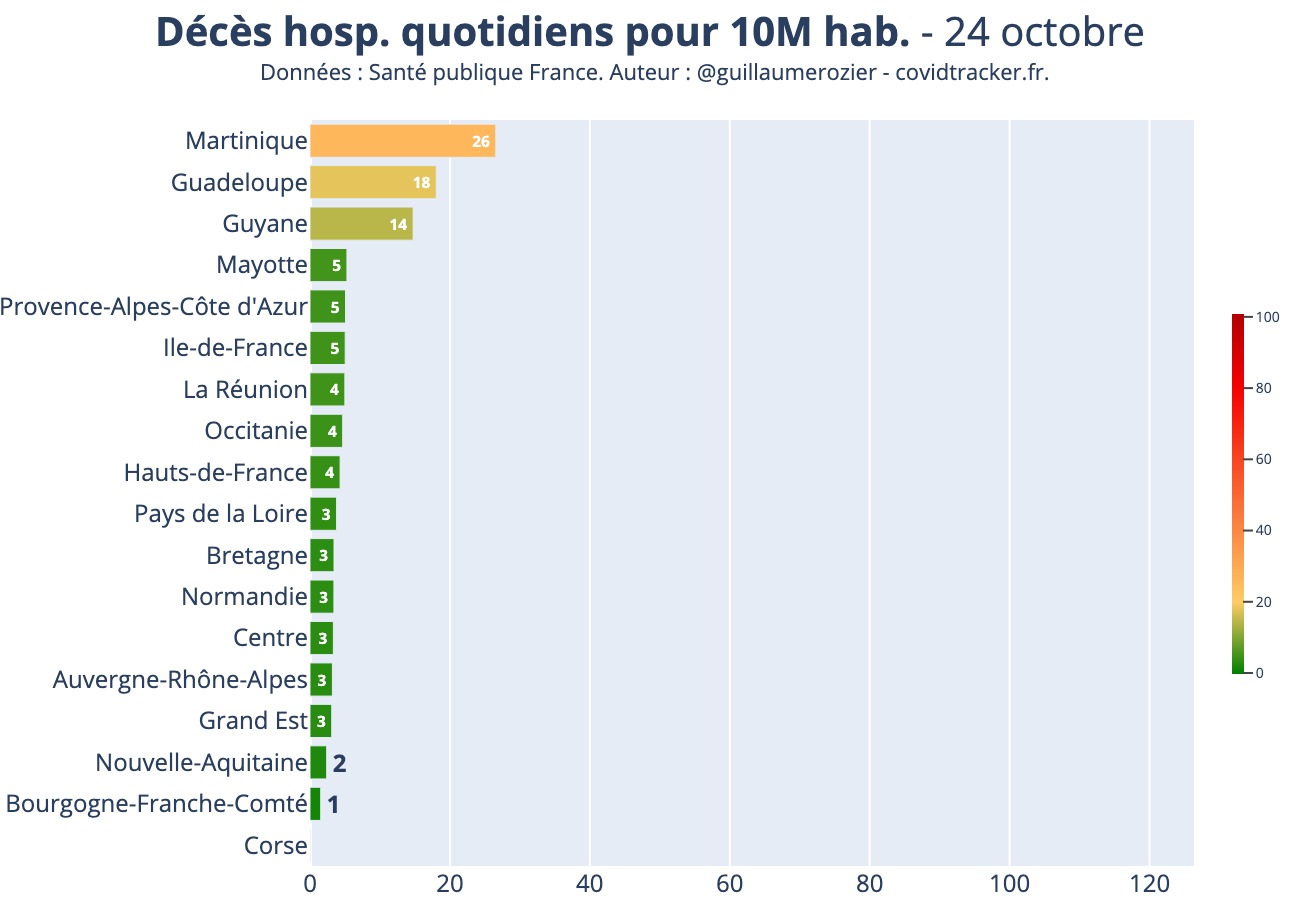 Décès hosp. quotidiens pour 10M hab. - 24 octobre
Données : Santé publique France. Auteur : @guillaumerozier - covidtracker.fr.
Martinique 26
Guadeloupe 18
Guyane 14
Mayotte 5
Provence-Alpes-Côte d'Azur 5
Ile-de-France 5
La Réunion 4
Occitanie 4
Hauts-de-France 4
Pays de la Loire 3
Bretagne 3
Normandie 3
Centre 3
Auvergne-Rhône-Alpes 3
Grand Est 3
Nouvelle-Aquitaine 2
Bourgogne-Franche-Comté 1
Corse
0 20 40 60 80 100 120
100
80
60
40
20
0